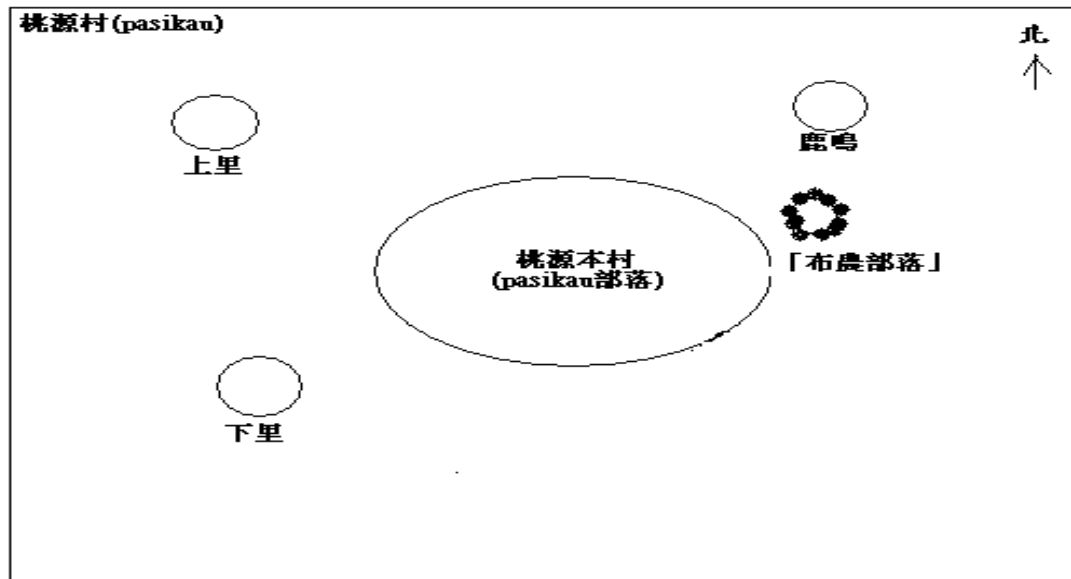 桃源村(pasikau)
北
上里
鹿鳴
桃源本村
(pasikau部落)
「布農部落」
下里